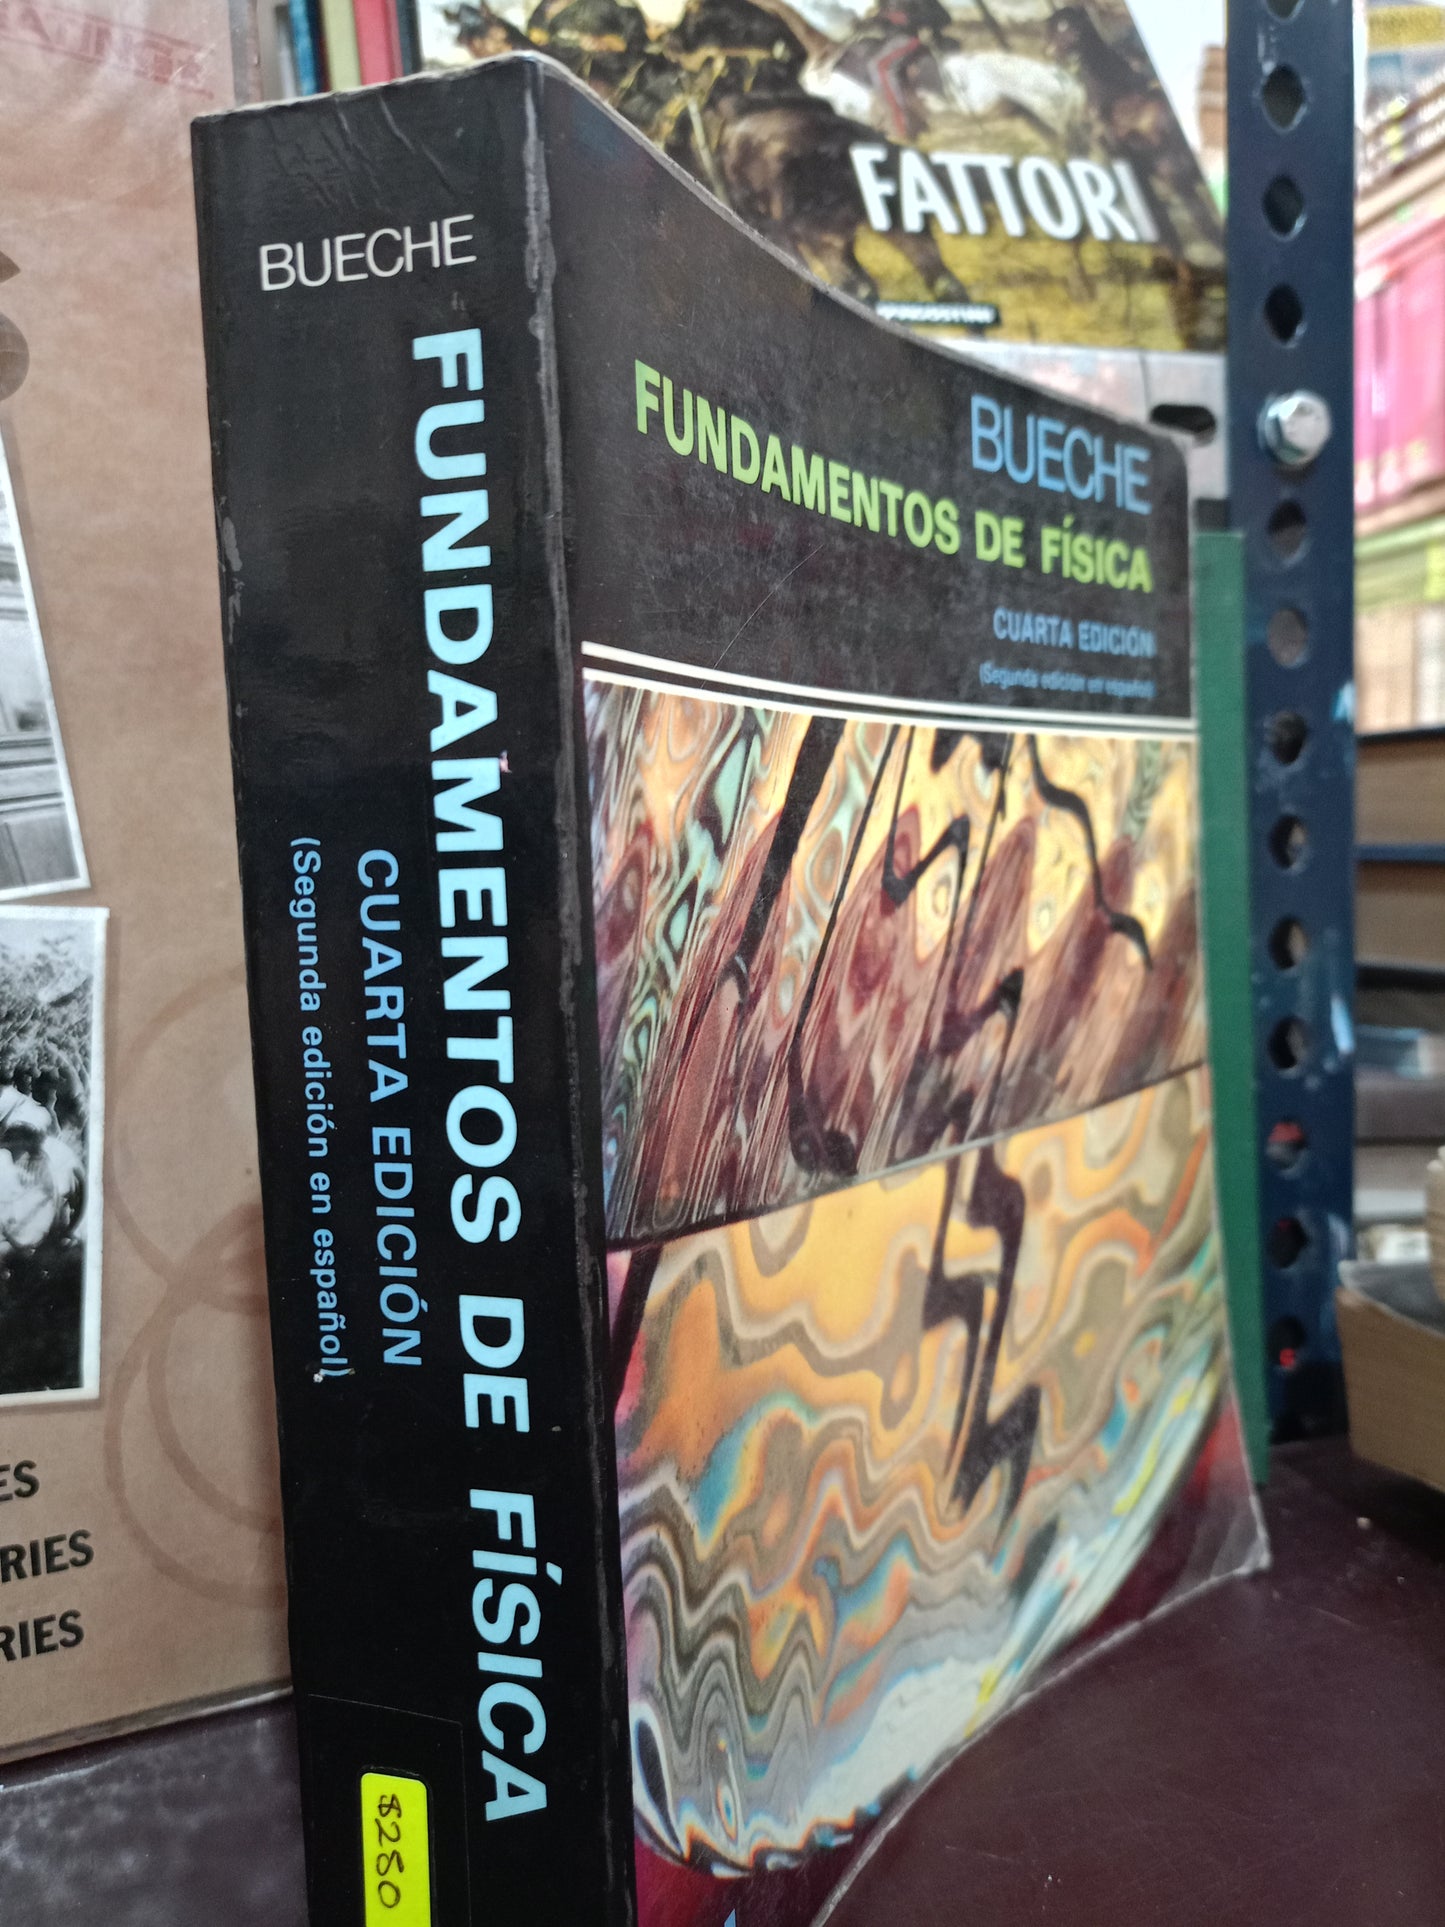 BUECHE
FUNDAMENTOS DE FÍSICA
CUARTA EDICIÓN
(Segunda edición en español)
$280
BUECHE
FUNDAMENTOS DE FÍSICA
CUARTA EDICIÓN
(Segunda edición en español)
FATTORI
ES
RIES
RIES